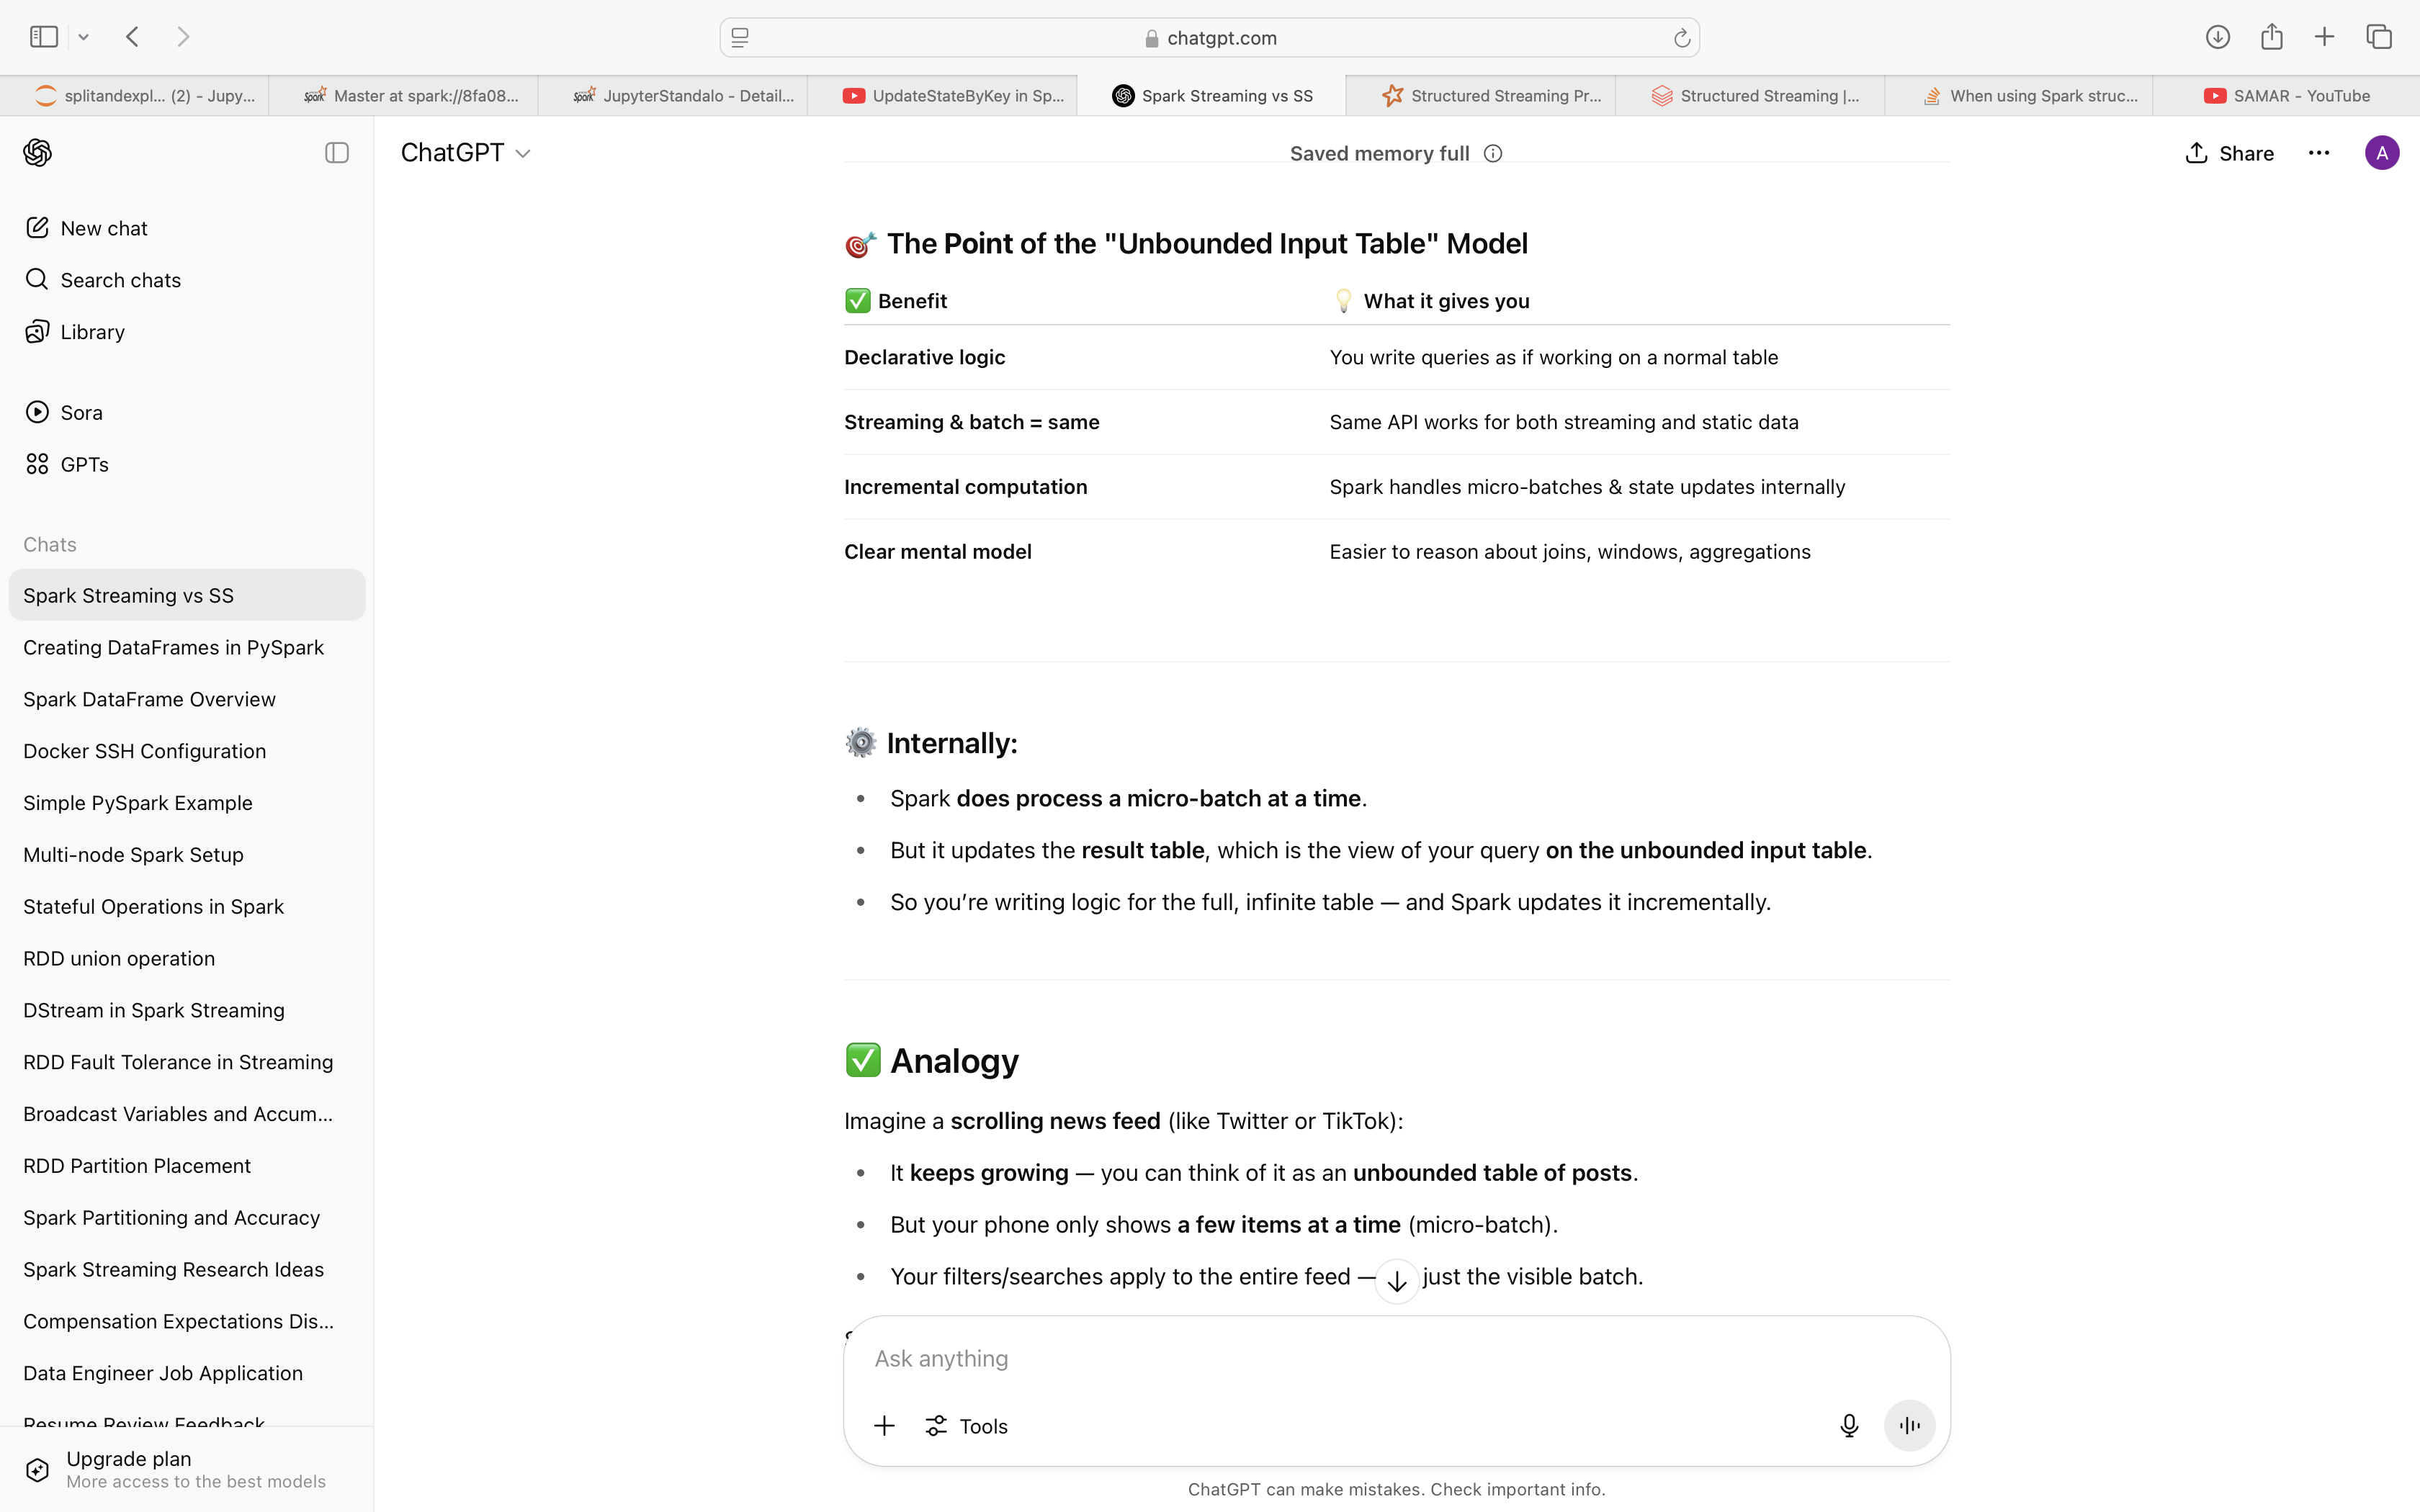 chatgpt.com
splitandexpl... (2) - Jupy...
Master at spark://8fa08...
JupyterStandalo - Detail...
UpdateStateByKey in Sp...
Spark Streaming vs SS
Structured Streaming Pr...
Structured Streaming |...
When using Spark struc...
SAMAR - YouTube
ChatGPT
Saved memory full
Share
A
New chat
Search chats
Library
Sora
GPTs
Chats
Spark Streaming vs SS
Creating DataFrames in PySpark
Spark DataFrame Overview
Docker SSH Configuration
Simple PySpark Example
Multi-node Spark Setup
Stateful Operations in Spark
RDD union operation
DStream in Spark Streaming
RDD Fault Tolerance in Streaming
Broadcast Variables and Accum...
RDD Partition Placement
Spark Partitioning and Accuracy
Spark Streaming Research Ideas
Compensation Expectations Dis...
Data Engineer Job Application
Resume Review Feedback
Upgrade plan
More access to the best models
🎯 The Point of the "Unbounded Input Table" Model
✅ Benefit 💡 What it gives you
Declarative logic You write queries as if working on a normal table
Streaming & batch = same Same API works for both streaming and static data
Incremental computation Spark handles micro-batches & state updates internally
Clear mental model Easier to reason about joins, windows, aggregations
⚙️ Internally:
• Spark does process a micro-batch at a time.
• But it updates the result table, which is the view of your query on the unbounded input table.
• So you’re writing logic for the full, infinite table — and Spark updates it incrementally.
✅ Analogy
Imagine a scrolling news feed (like Twitter or TikTok):
• It keeps growing — you can think of it as an unbounded table of posts.
• But your phone only shows a few items at a time (micro-batch).
• Your filters/searches apply to the entire feed — just the visible batch.
Ask anything
Tools
ChatGPT can make mistakes. Check important info.